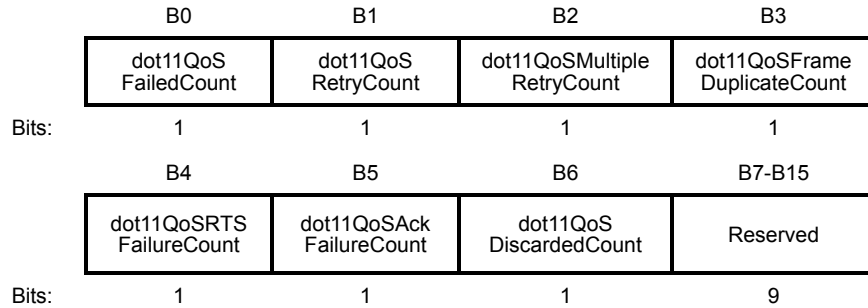 B0 B1 B2 B3
dot11QoS dot11QoS dot11QoSMultiple dot11QoSFrame
FailedCount RetryCount RetryCount DuplicateCount
Bits: 1 1 1 1
B4 B5 B6 B7-B15
dot11QoSRTS dot11QoSAck dot11QoS Reserved
FailureCount FailureCount DiscardedCount
Bits: 1 1 1 9